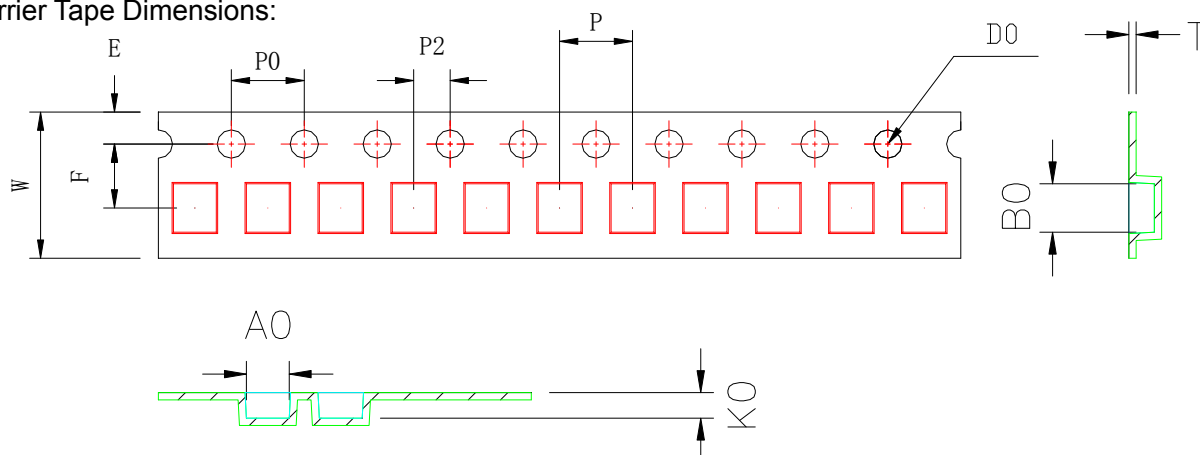 rrier Tape Dimensions:
E
P0
P2
P
D0
T
W
F
B0
A0
K0